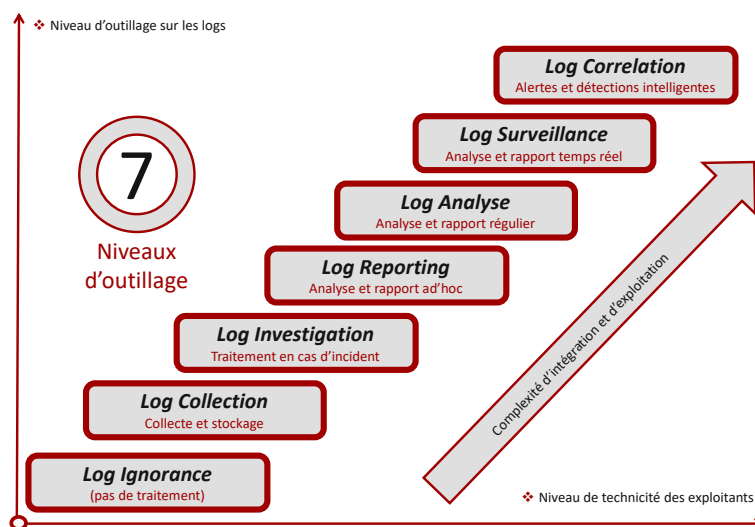 ❖ Niveau d'outillage sur les logs
Log Correlation
Alertes et détections intelligentes
Log Surveillance
Analyse et rapport temps réel
7
Niveaux
d'outillage
Log Analyse
Analyse et rapport régulier
Log Reporting
Analyse et rapport ad'hoc
Log Investigation
Traitement en cas d'incident
Log Collection
Collecte et stockage
Log Ignorance
(pas de traitement)
Complexité d'intégration et d'exploitation
❖ Niveau de technicité des exploitants